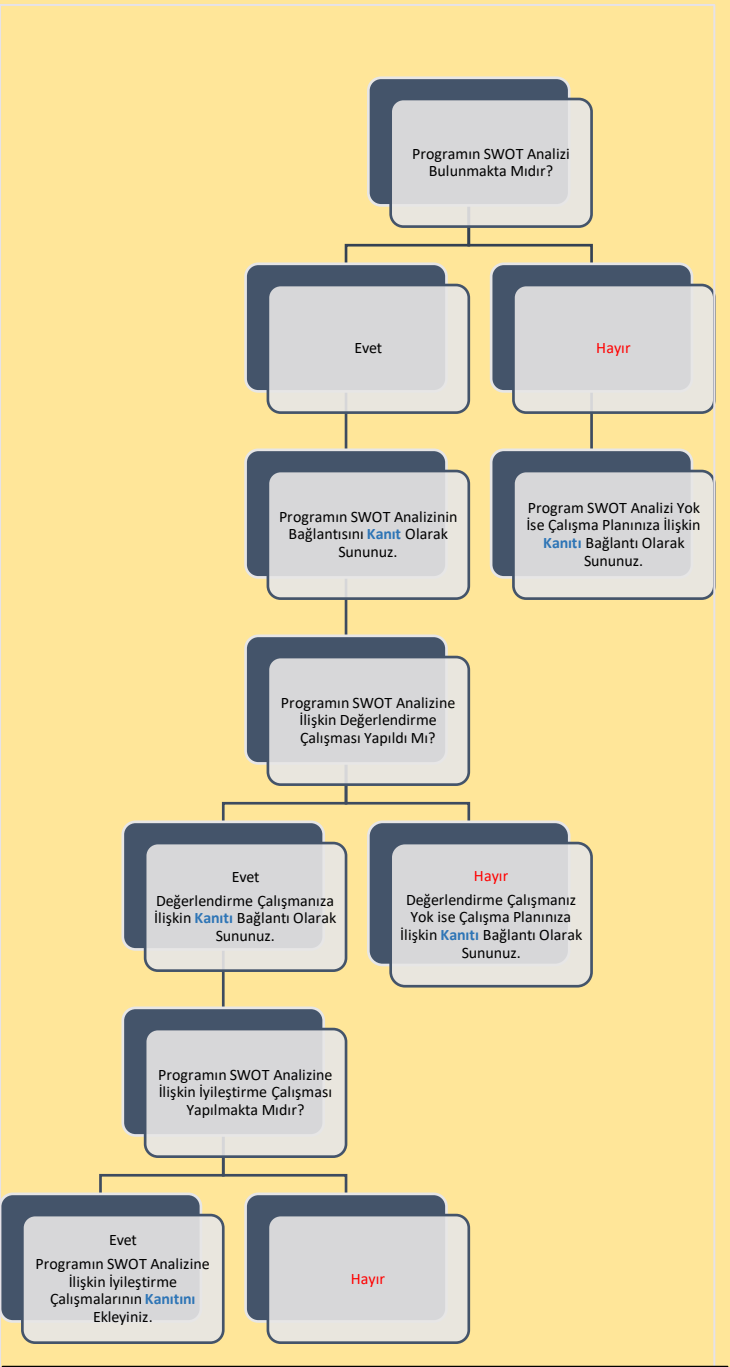 Programın SWOT Analizi
Bulunmakta Mıdır?
Evet
Hayır
Programın SWOT Analizinin
Bağlantısını Kanıt Olarak
Sununuz.
Program SWOT Analizi Yok
İse Çalışma Planınıza İlişkin
Kanıtı Bağlantı Olarak
Sununuz.
Programın SWOT Analizine
İlişkin Değerlendirme
Çalışması Yapıldı Mı?
Evet
Değerlendirme Çalışmanıza
İlişkin Kanıtı Bağlantı Olarak
Sununuz.
Hayır
Değerlendirme Çalışmanız
Yok ise Çalışma Planınıza
İlişkin Kanıtı Bağlantı Olarak
Sununuz.
Programın SWOT Analizine
İlişkin İyileştirme Çalışması
Yapılmakta Mıdır?
Evet
Programın SWOT Analizine
İlişkin İyileştirme
Çalışmalarının Kanıtını
Ekleyiniz.
Hayır